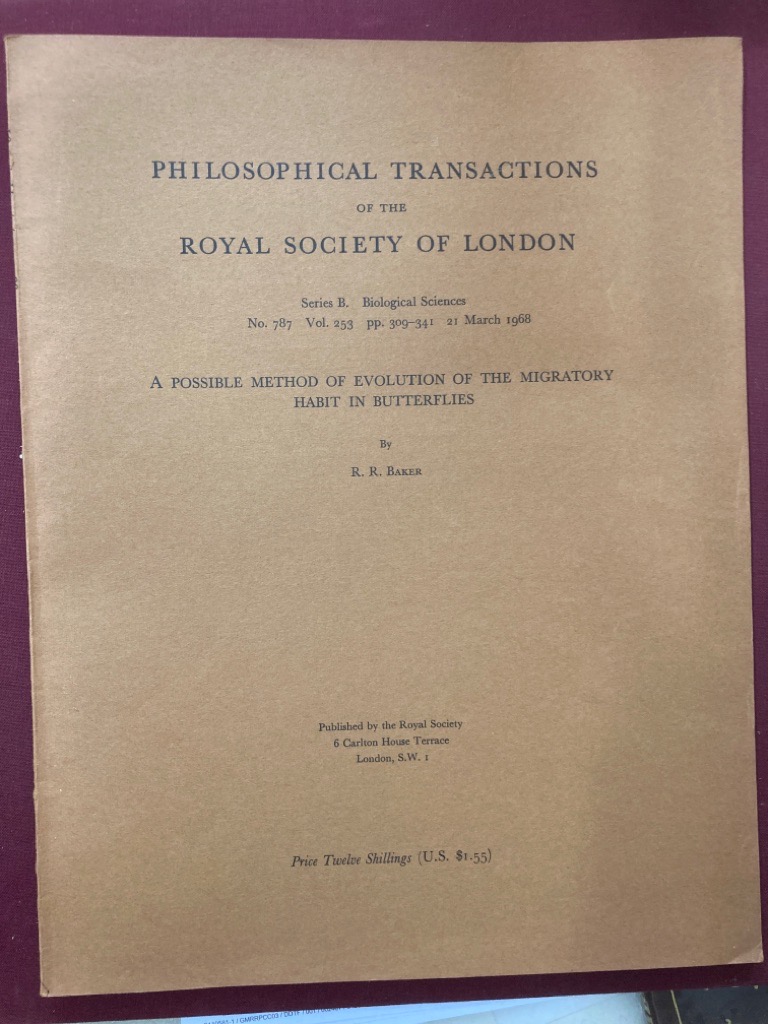 PHILOSOPHICAL TRANSACTIONS
OF THE
ROYAL SOCIETY OF LONDON
Series B. Biological Sciences
No. 787 Vol. 253 pp. 309–341 21 March 1968
A POSSIBLE METHOD OF EVOLUTION OF THE MIGRATORY
HABIT IN BUTTERFLIES
By
R. R. BAKER
Published by the Royal Society
6 Carlton House Terrace
London, S.W. 1
Price Twelve Shillings (U.S. $1.55)